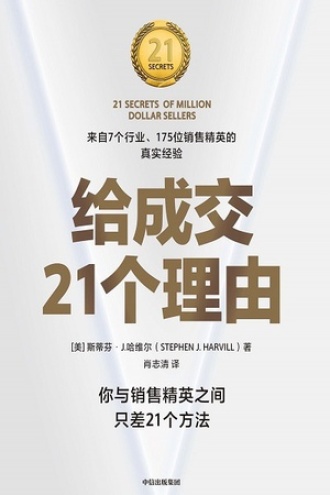 21
SECRETS
21 SECRETS OF MILLION
DOLLAR SELLERS
来自7个行业、175位销售精英的
真实经验
给成交
21个理由
[美] 斯蒂芬·J.哈维尔（STEPHEN J. HARVILL）著
肖志清 译
你与销售精英之间
只差21个方法
中信出版集团